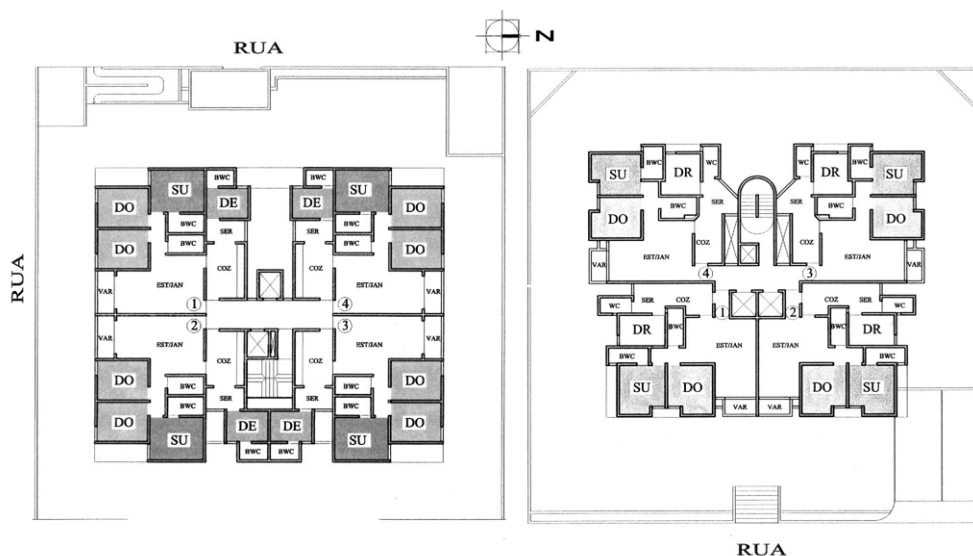 RUA
N
RUA
BWC
BWC
SU
DE
DE
SU
DO
DO
BWC
SER
SER
BWC
DO
BWC
BWC
DO
VAR
EST/JAN
COZ
COZ
EST/JAN
VAR
①
④
②
③
VAR
EST/JAN
COZ
COZ
EST/JAN
VAR
DO
BWC
BWC
DO
BWC
SER
SER
BWC
DO
DO
SU
DE
DE
SU
BWC
BWC
BWC
DR
WC
WC
DR
BWC
SU
SU
DO
BWC
SER
SER
BWC
DO
VAR
EST/JAN
COZ
COZ
EST/JAN
VAR
④
③
WC
SER
COZ
①
②
COZ
SER
WC
DR
BWC
BWC
DR
BWC
EST/JAN
EST/JAN
BWC
SU
DO
DO
SU
VAR
VAR
RUA